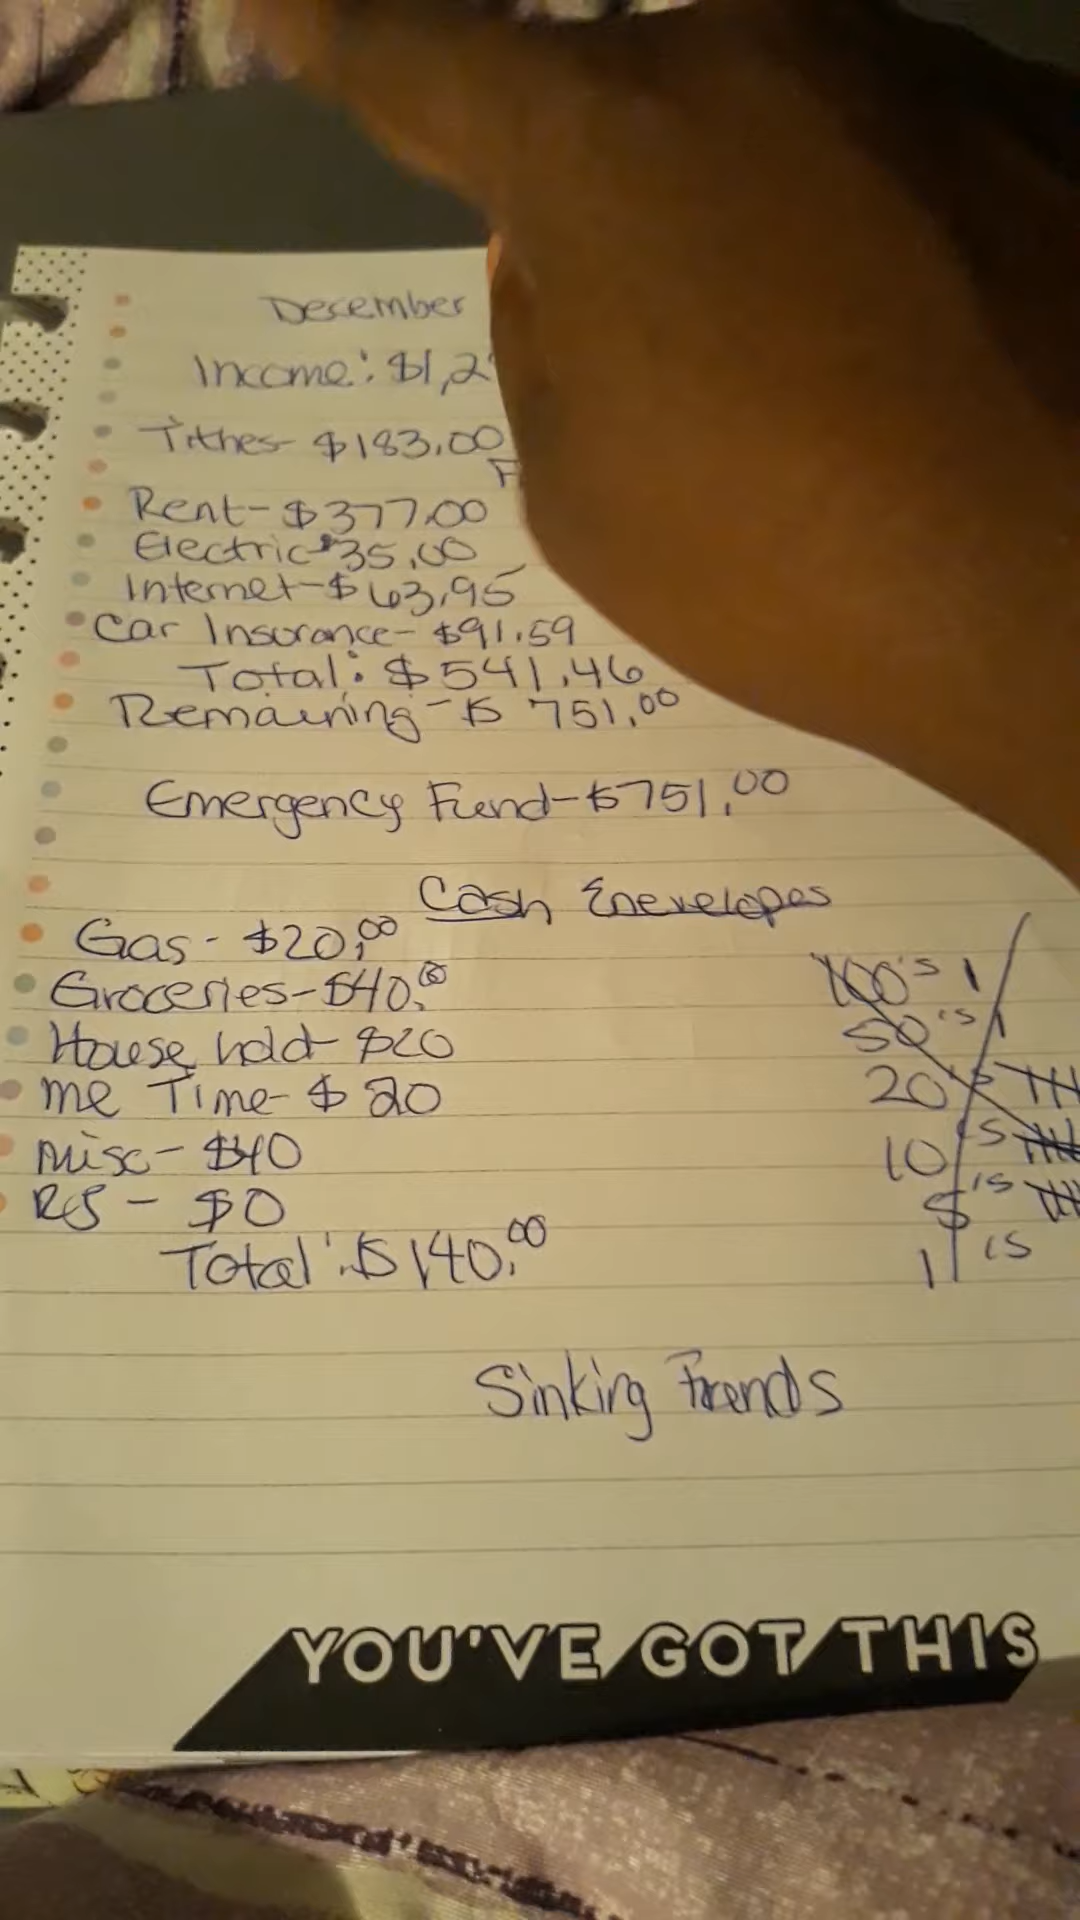 December
Income: $1,2
Tithes- $183.00
F
Rent- $377.00
Electric-$35.00
Internet-$63.95
Car Insurance- $91.59
Total: $541.46
Remaining-$ 751.00
Emergency Fund-$751.00
Cash Enevelopes
Gas- $20.00
Groceries-$40.00
House hold- $20
me Time- $20
misc- $40
RS - $0
Total: $140.00
100's 1
50's 1
20's
10's
5's
1's
Sinking Funds
YOU'VE GOT THIS